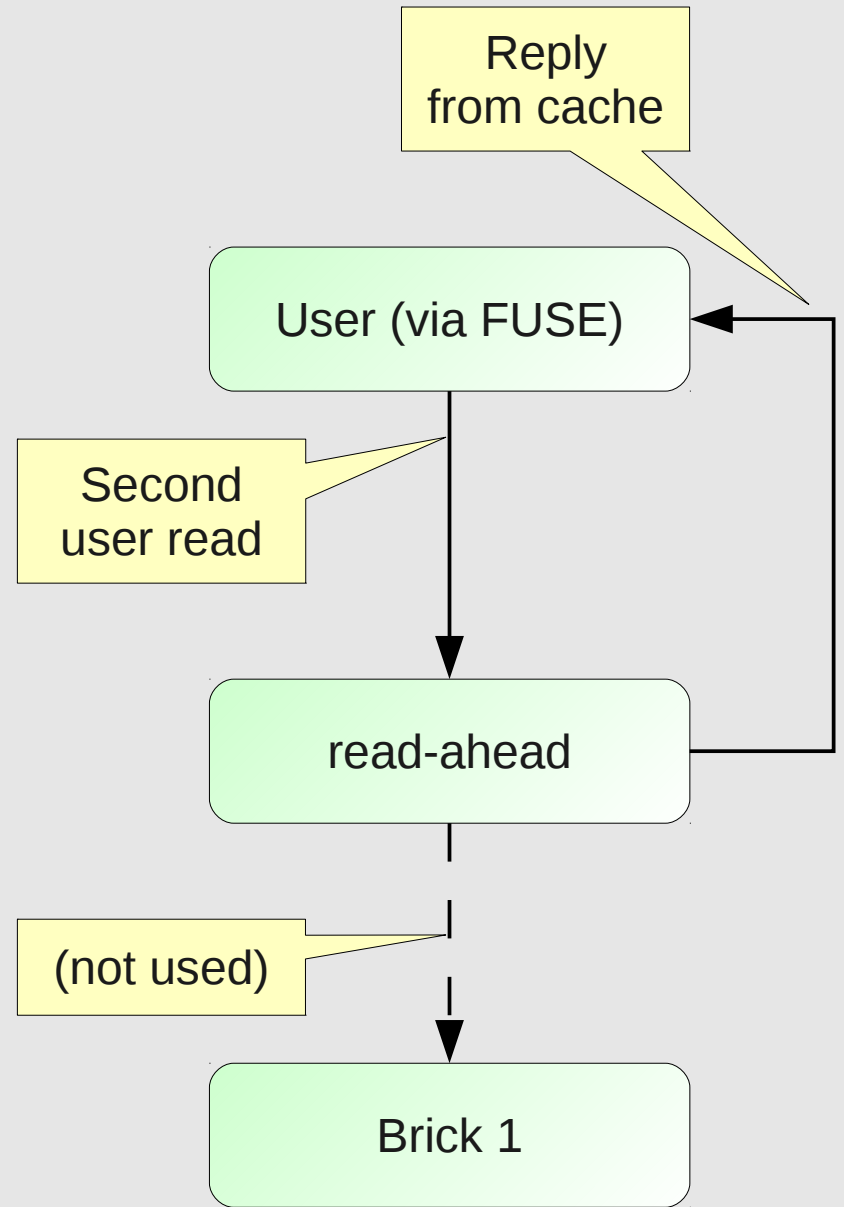 Reply
from cache
User (via FUSE)
Second
user read
read-ahead
(not used)
Brick 1